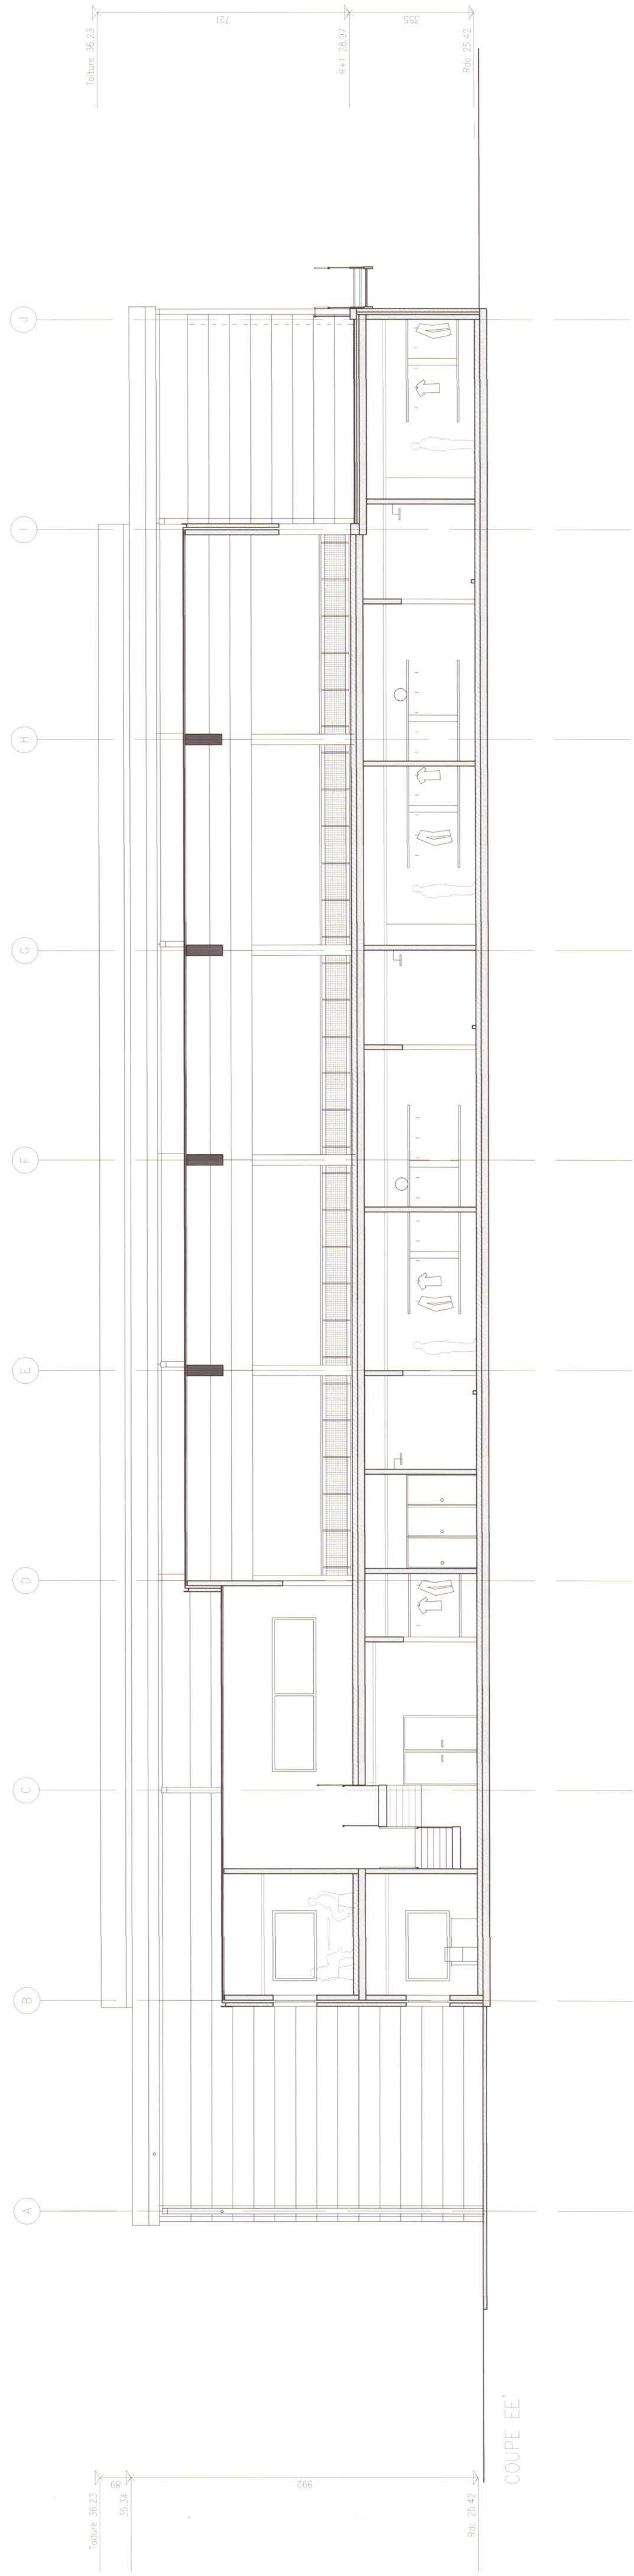 A
B
C
D
E
F
G
H
I
J
Toiture 36.23
35.34
Rdc 25.42
89
992
Toiture 36.23
R+1 28.97
Rdc 25.42
721
355
COUPE EE'